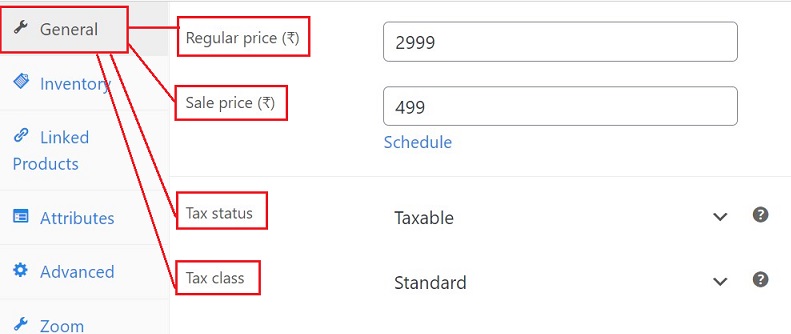 General
Inventory
Linked
Products
Attributes
Advanced
Zoom
Regular price (₹)
2999
Sale price (₹)
499
Schedule
Tax status
Taxable
?
Tax class
Standard
?